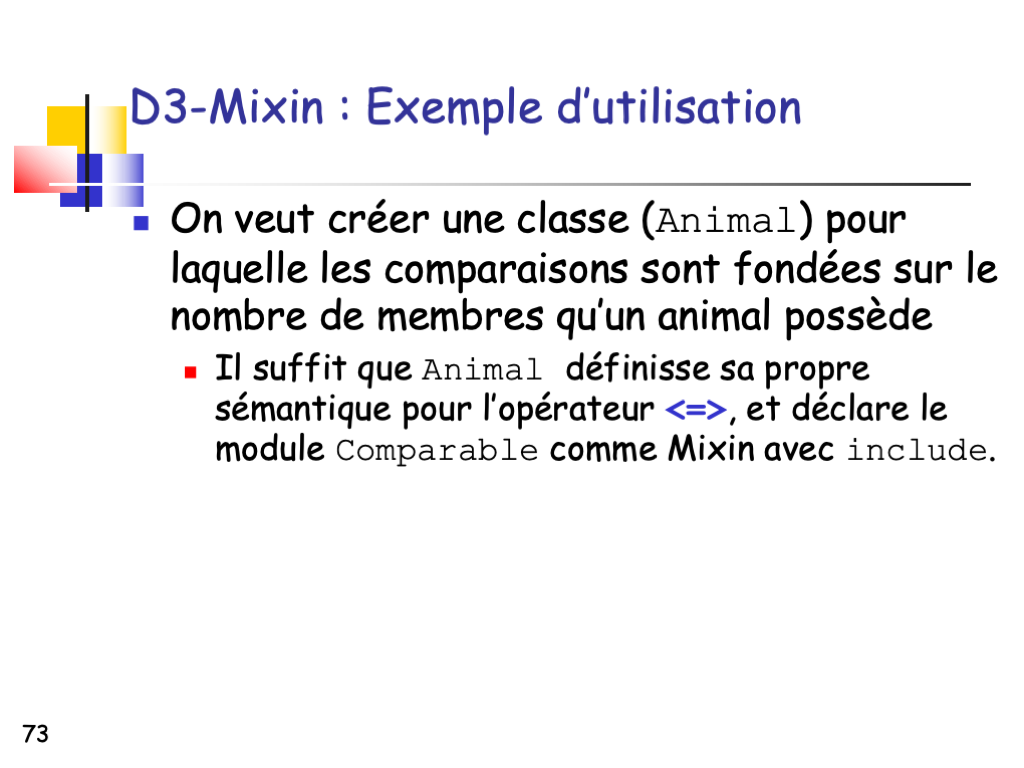 D3-Mixin : Exemple d’utilisation
On veut créer une classe (Animal) pour
laquelle les comparaisons sont fondées sur le
nombre de membres qu’un animal possède
Il suffit que Animal définisse sa propre
sémantique pour l’opérateur <=>, et déclare le
module Comparable comme Mixin avec include.
73